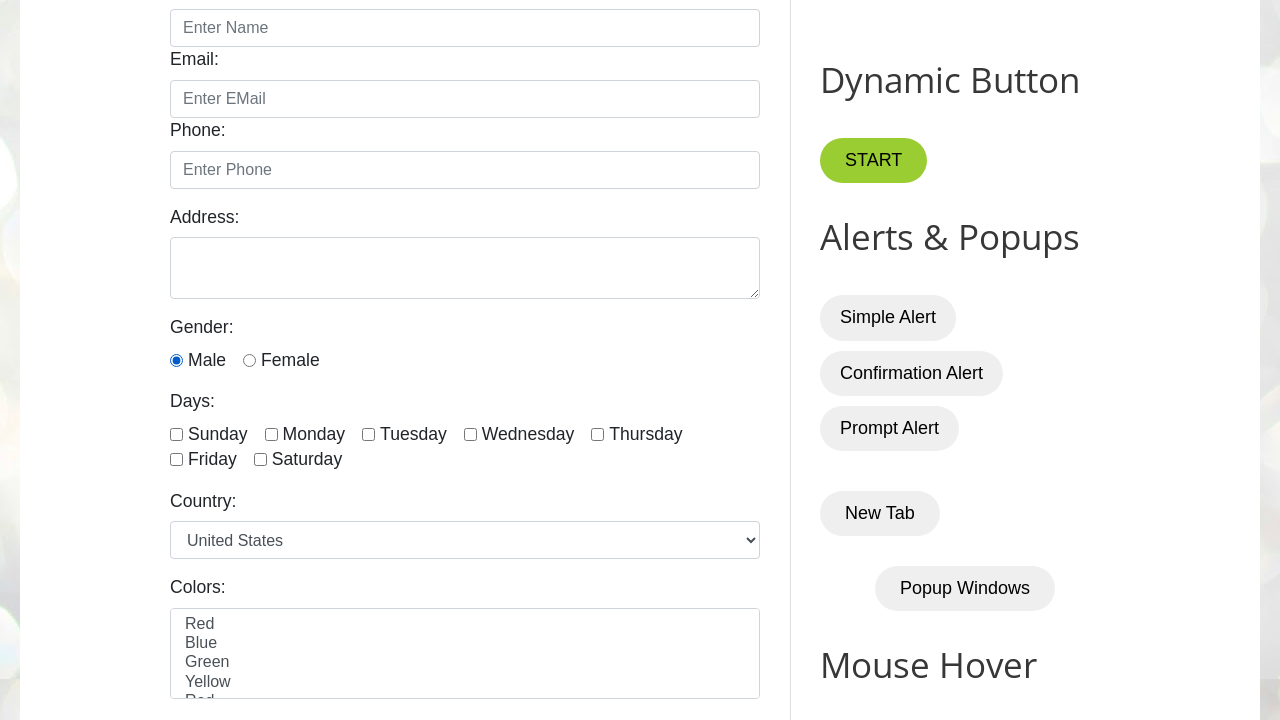 Enter Name
Email:
Enter EMail
Phone:
Enter Phone
Address:
Gender:
Male Female
Days:
Sunday Monday Tuesday Wednesday Thursday
Friday Saturday
Country:
United States
Colors:
Red
Blue
Green
Yellow
Red
Dynamic Button
START
Alerts & Popups
Simple Alert
Confirmation Alert
Prompt Alert
New Tab
Popup Windows
Mouse Hover